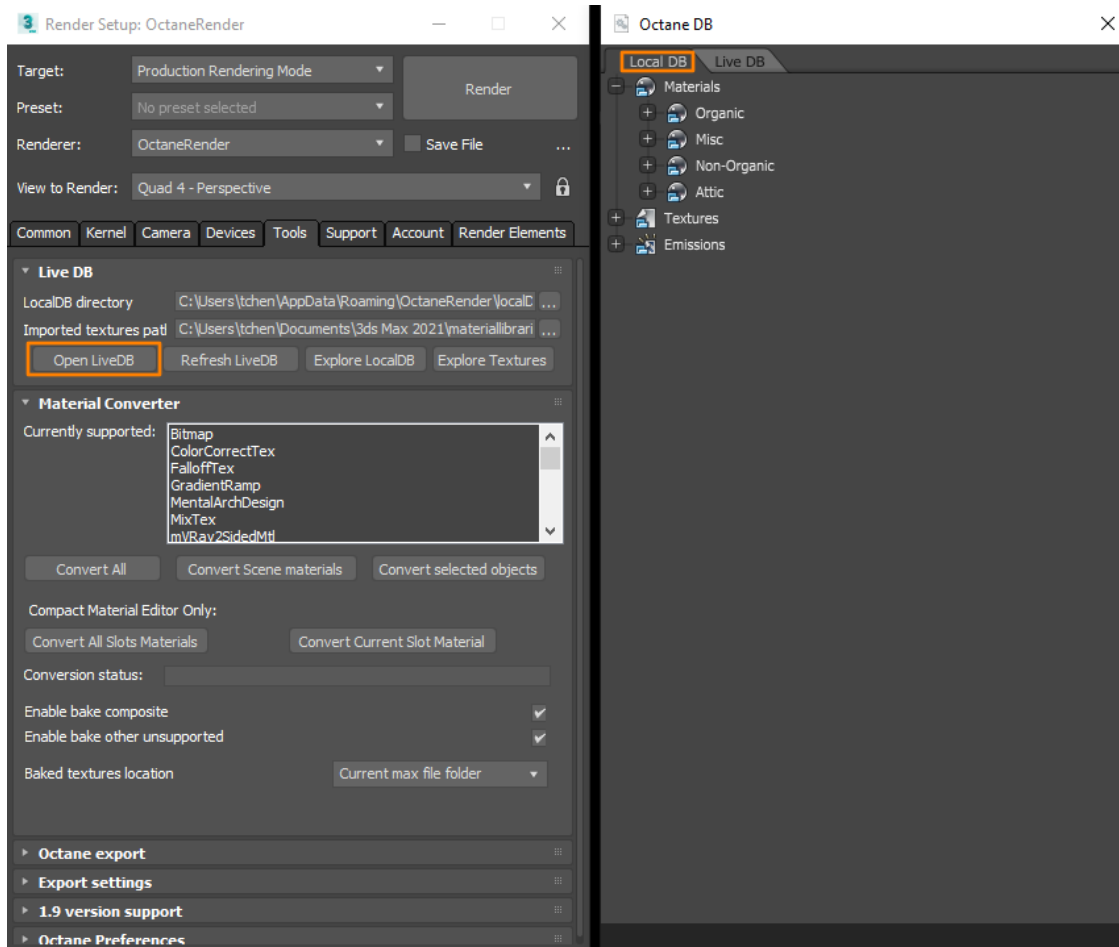 Render Setup: OctaneRender
Target: Production Rendering Mode
Render
Preset: No preset selected
Renderer: OctaneRender
Save File ...
View to Render: Quad 4 - Perspective
Common Kernel Camera Devices Tools Support Account Render Elements
Live DB
LocalDB directory C:\Users\tchen\AppData\Roaming\OctaneRender\localD ...
Imported textures patl C:\Users\tchen\Documents\3ds Max 2021\materiallibrari ...
Open LiveDB Refresh LiveDB Explore LocalDB Explore Textures
Material Converter
Currently supported:
Bitmap
ColorCorrectTex
FalloffTex
GradientRamp
MentalArchDesign
MixTex
mVRay2SidedMtl
Convert All Convert Scene materials Convert selected objects
Compact Material Editor Only:
Convert All Slots Materials Convert Current Slot Material
Conversion status:
Enable bake composite
Enable bake other unsupported
Baked textures location Current max file folder
Octane export
Export settings
1.9 version support
Octane Preferences
Octane DB
Local DB Live DB
Materials
Organic
Misc
Non-Organic
Attic
Textures
Emissions